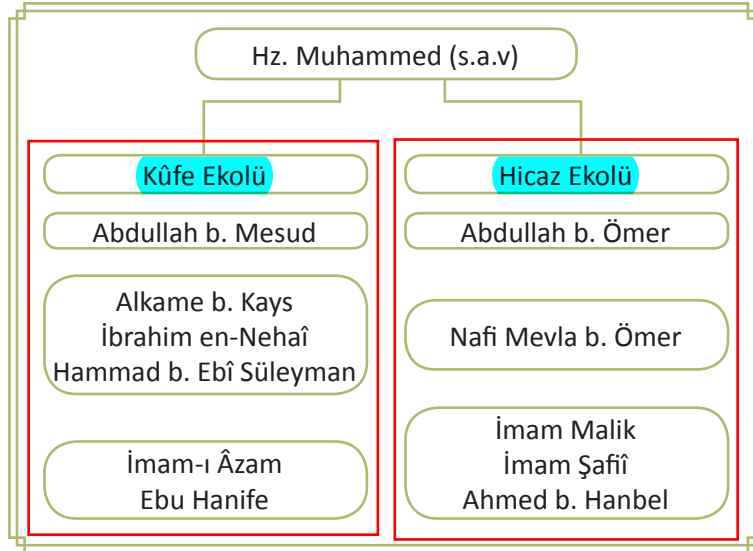 Hz. Muhammed (s.a.v)
Kûfe Ekolü
Abdullah b. Mesud
Alkame b. Kays
İbrahim en-Nehaî
Hammad b. Ebî Süleyman
İmam-ı Âzam
Ebu Hanife
Hicaz Ekolü
Abdullah b. Ömer
Nafi Mevla b. Ömer
İmam Malik
İmam Şafiî
Ahmed b. Hanbel